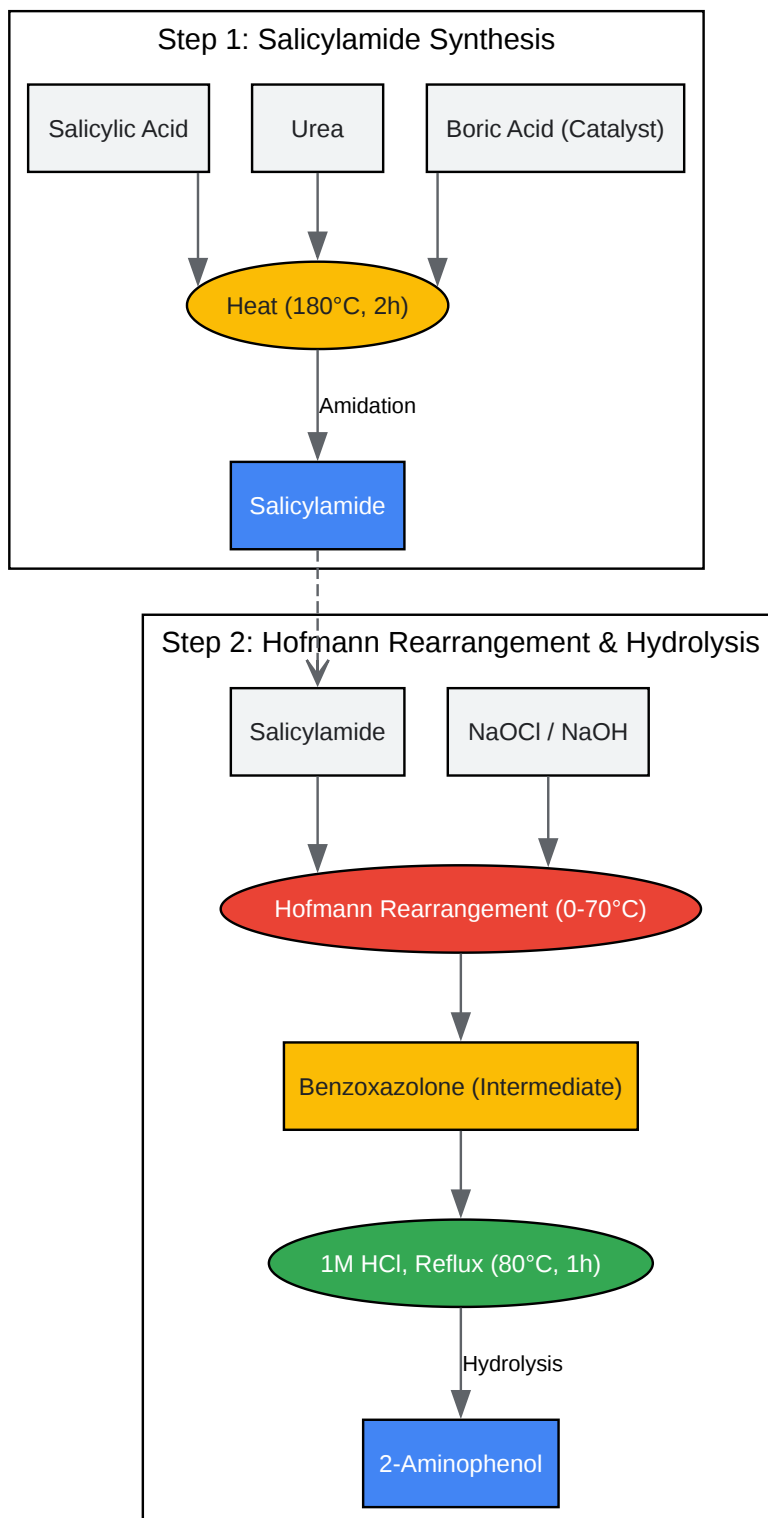 Step 1: Salicylamide Synthesis
Salicylic Acid
Urea
Boric Acid (Catalyst)
Heat (180°C, 2h)
Amidation
Salicylamide
Step 2: Hofmann Rearrangement & Hydrolysis
Salicylamide
NaOCl / NaOH
Hofmann Rearrangement (0-70°C)
Benzoxazolone (Intermediate)
1M HCl, Reflux (80°C, 1h)
Hydrolysis
2-Aminophenol